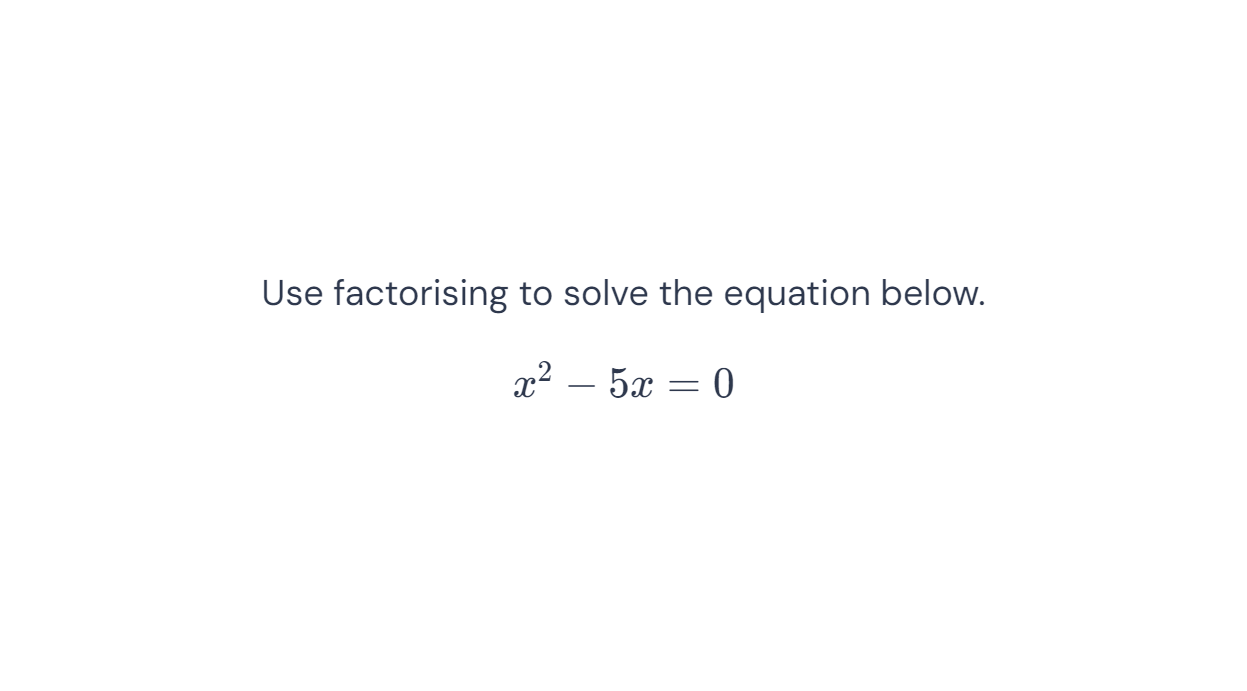 Use factorising to solve the equation below.
x² − 5x = 0